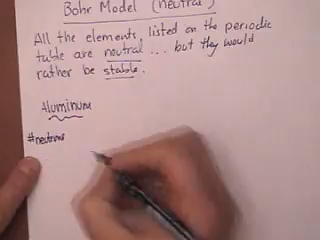 Bohr Model (neutral)
All the elements, listed on the periodic
table are neutral ... but they would
rather be stable.
Aluminum
#neutrons